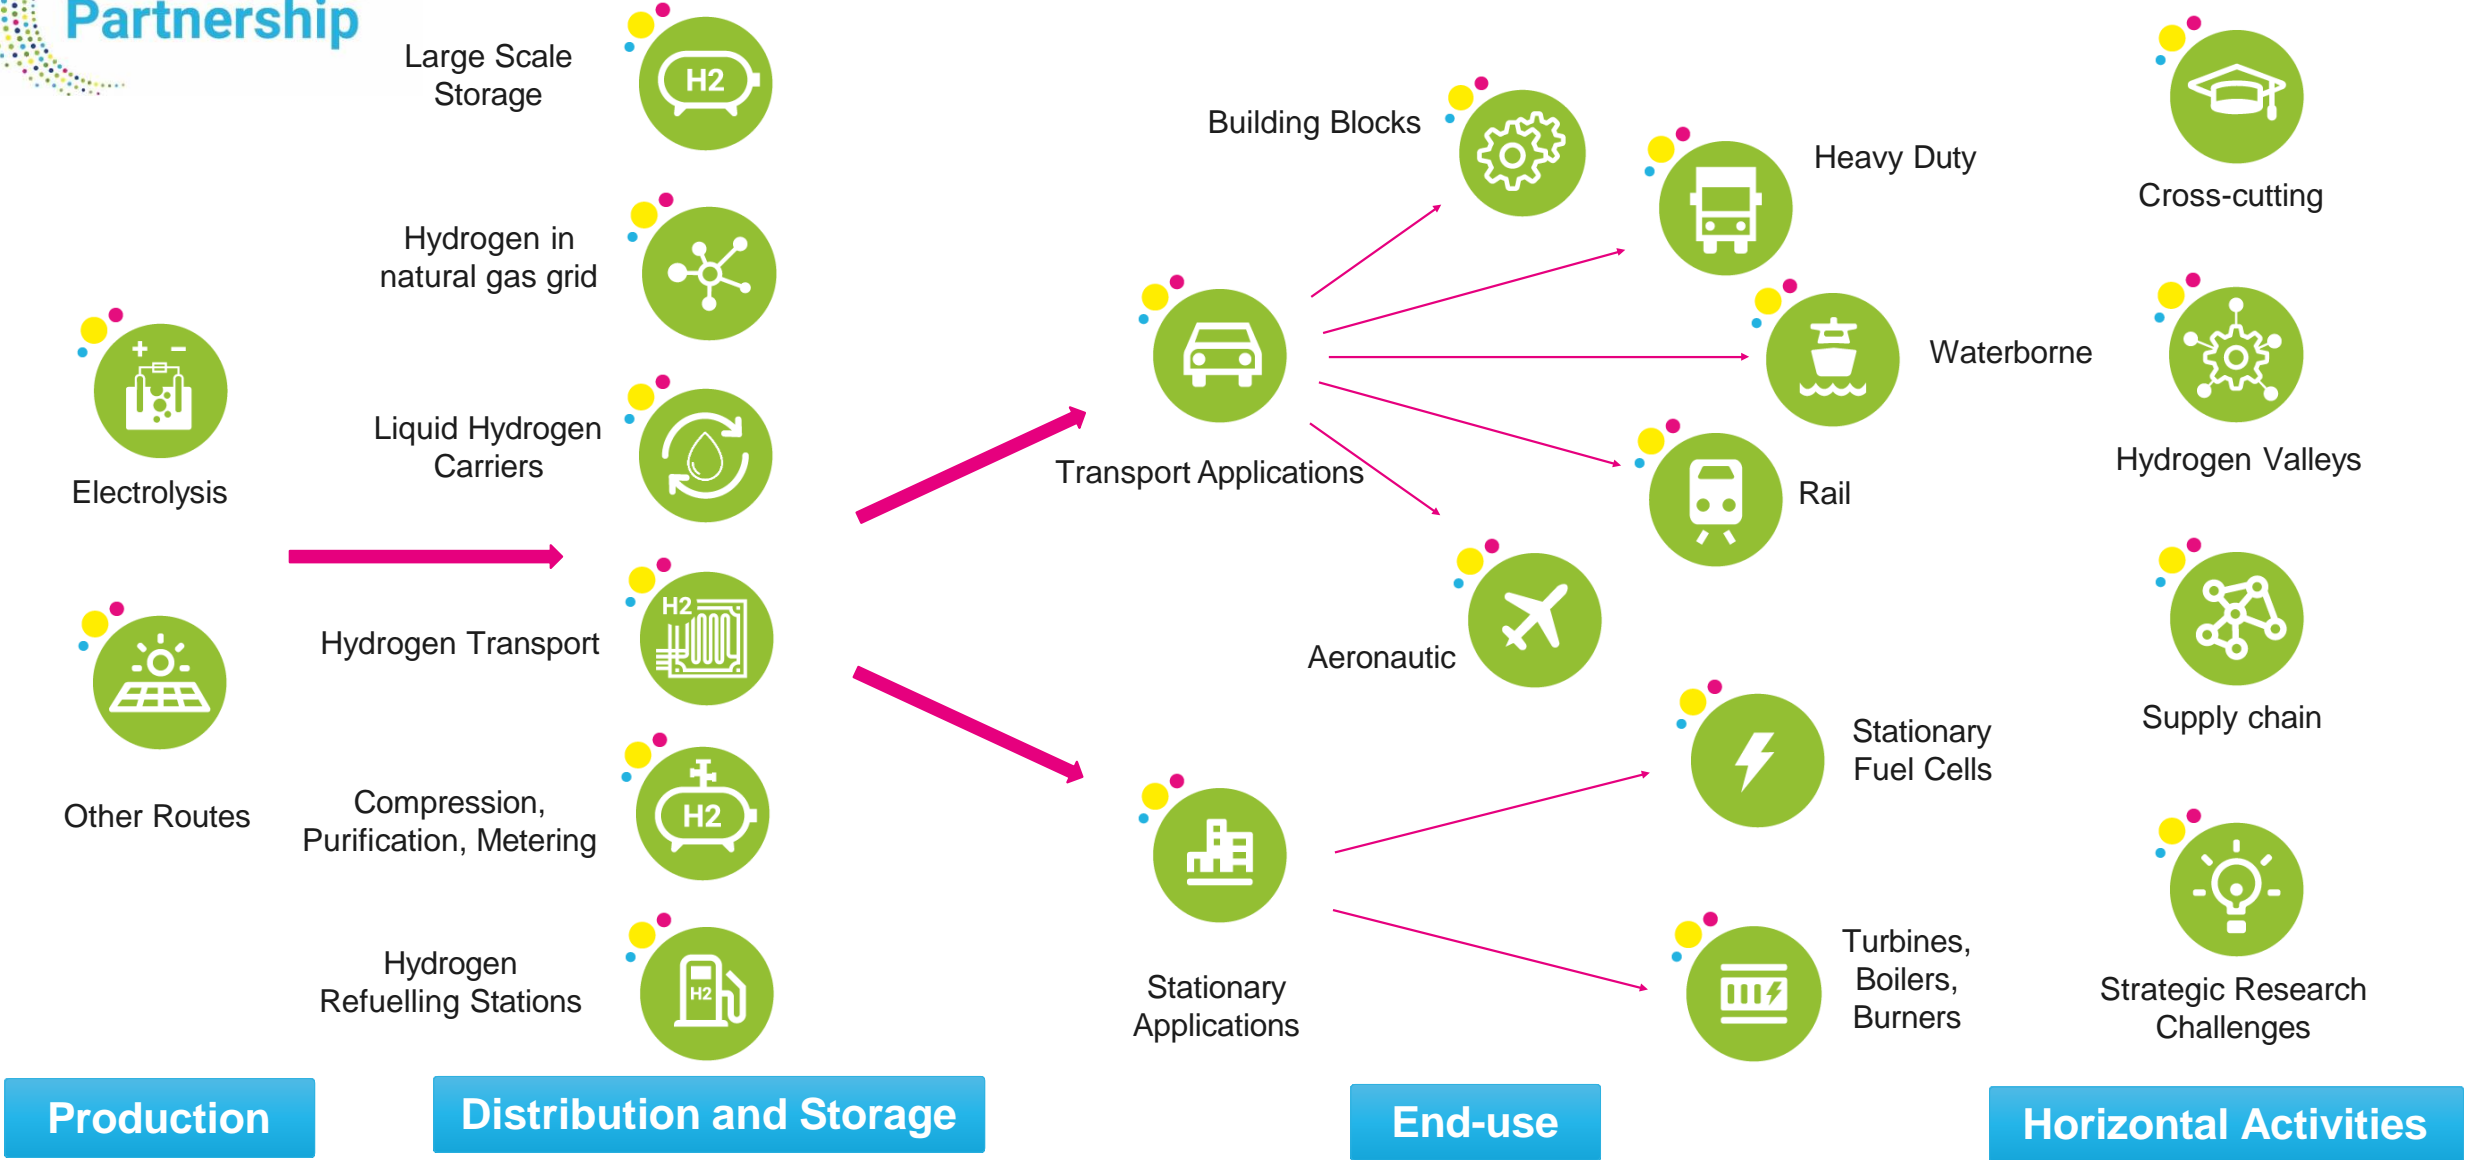 Partnership
Large Scale
Storage
H2
Hydrogen in
natural gas grid
Liquid Hydrogen
Carriers
Hydrogen Transport
H2
Compression,
Purification, Metering
H2
Hydrogen
Refuelling Stations
H2
+ −
Electrolysis
Other Routes
Building Blocks
Heavy Duty
Waterborne
Transport Applications
Rail
Aeronautic
Stationary
Fuel Cells
Stationary
Applications
Turbines,
Boilers,
Burners
Cross-cutting
Hydrogen Valleys
Supply chain
Strategic Research
Challenges
Production
Distribution and Storage
End-use
Horizontal Activities